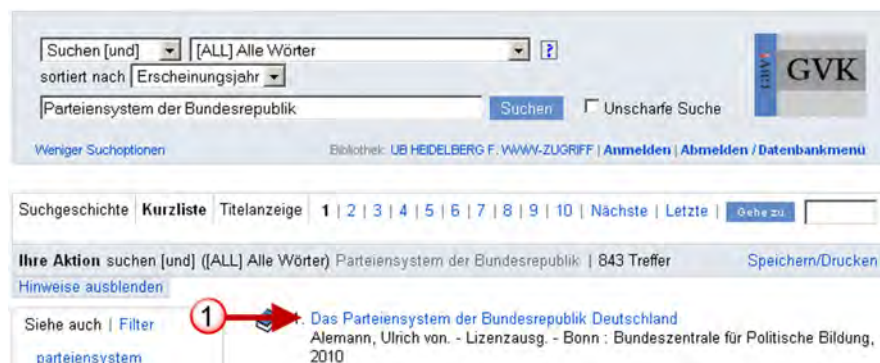 Suchen [und] [ALL] Alle Wörter ?
sortiert nach Erscheinungsjahr
GVK
Parteiensystem der Bundesrepublik Suchen Unscharfe Suche
Weniger Suchoptionen Bibliothek: UB HEIDELBERG F. WWW-ZUGRIFF | Anmelden | Abmelden / Datenbankmenü
Suchgeschichte Kurzliste Titelanzeige 1 | 2 | 3 | 4 | 5 | 6 | 7 | 8 | 9 | 10 | Nächste | Letzte | Gehe zu
Ihre Aktion suchen [und] ([ALL] Alle Wörter) Parteiensystem der Bundesrepublik | 843 Treffer Speichern/Drucken
Hinweise ausblenden
Siehe auch | Filter
parteiensystem
1
Das Parteiensystem der Bundesrepublik Deutschland
Alemann, Ulrich von. - Lizenzausg. - Bonn : Bundeszentrale für Politische Bildung,
2010